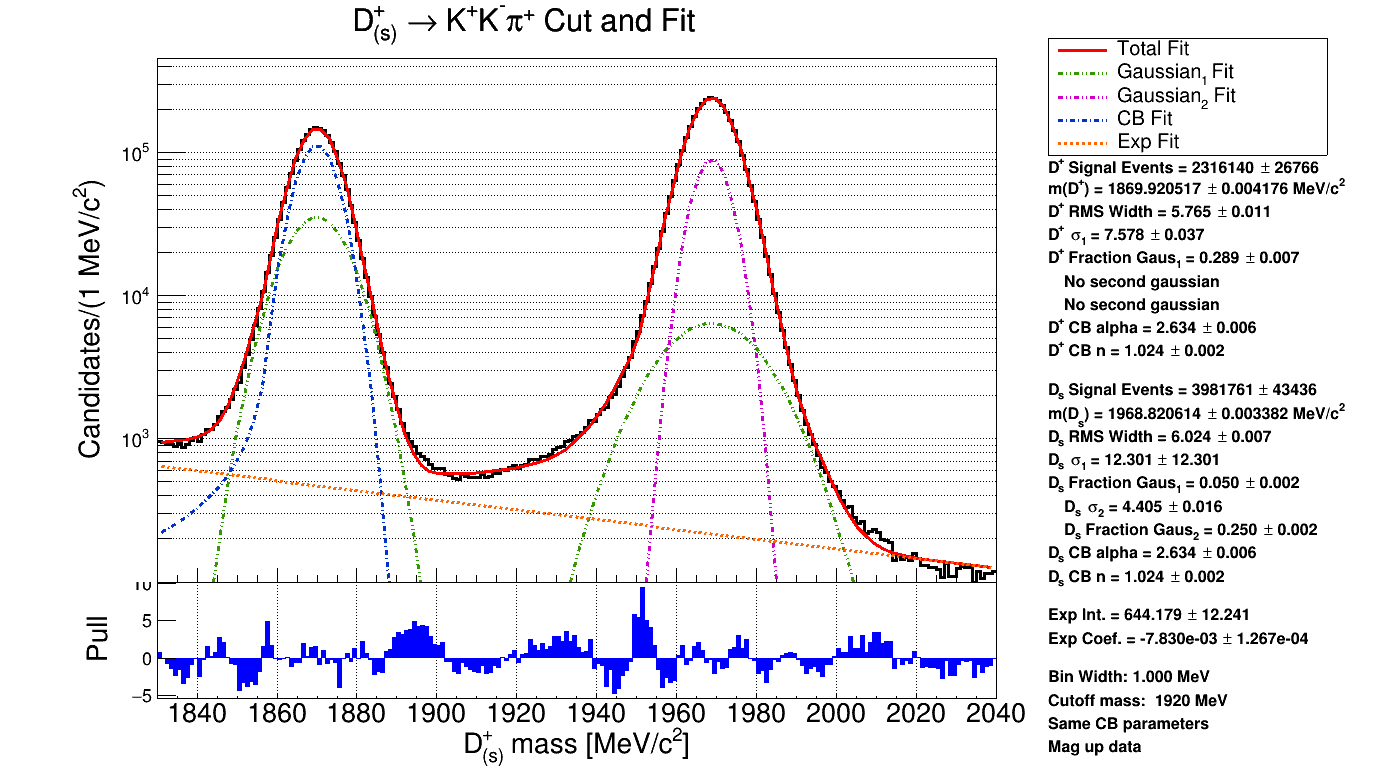 D⁺₍ₛ₎ → K⁺K⁻π⁺ Cut and Fit
Candidates/(1 MeV/c²)
10⁵
10⁴
10³
Pull
10
5
0
−5
1840 1860 1880 1900 1920 1940 1960 1980 2000 2020 2040
D⁺₍ₛ₎ mass [MeV/c²]
Total Fit
Gaussian₁ Fit
Gaussian₂ Fit
CB Fit
Exp Fit
D⁺ Signal Events = 2316140 ± 26766
m(D⁺) = 1869.920517 ± 0.004176 MeV/c²
D⁺ RMS Width = 5.765 ± 0.011
D⁺ σ₁ = 7.578 ± 0.037
D⁺ Fraction Gaus₁ = 0.289 ± 0.007
No second gaussian
No second gaussian
D⁺ CB alpha = 2.634 ± 0.006
D⁺ CB n = 1.024 ± 0.002
Dₛ Signal Events = 3981761 ± 43436
m(Dₛ) = 1968.820614 ± 0.003382 MeV/c²
Dₛ RMS Width = 6.024 ± 0.007
Dₛ σ₁ = 12.301 ± 12.301
Dₛ Fraction Gaus₁ = 0.050 ± 0.002
Dₛ σ₂ = 4.405 ± 0.016
Dₛ Fraction Gaus₂ = 0.250 ± 0.002
Dₛ CB alpha = 2.634 ± 0.006
Dₛ CB n = 1.024 ± 0.002
Exp Int. = 644.179 ± 12.241
Exp Coef. = -7.830e-03 ± 1.267e-04
Bin Width: 1.000 MeV
Cutoff mass: 1920 MeV
Same CB parameters
Mag up data